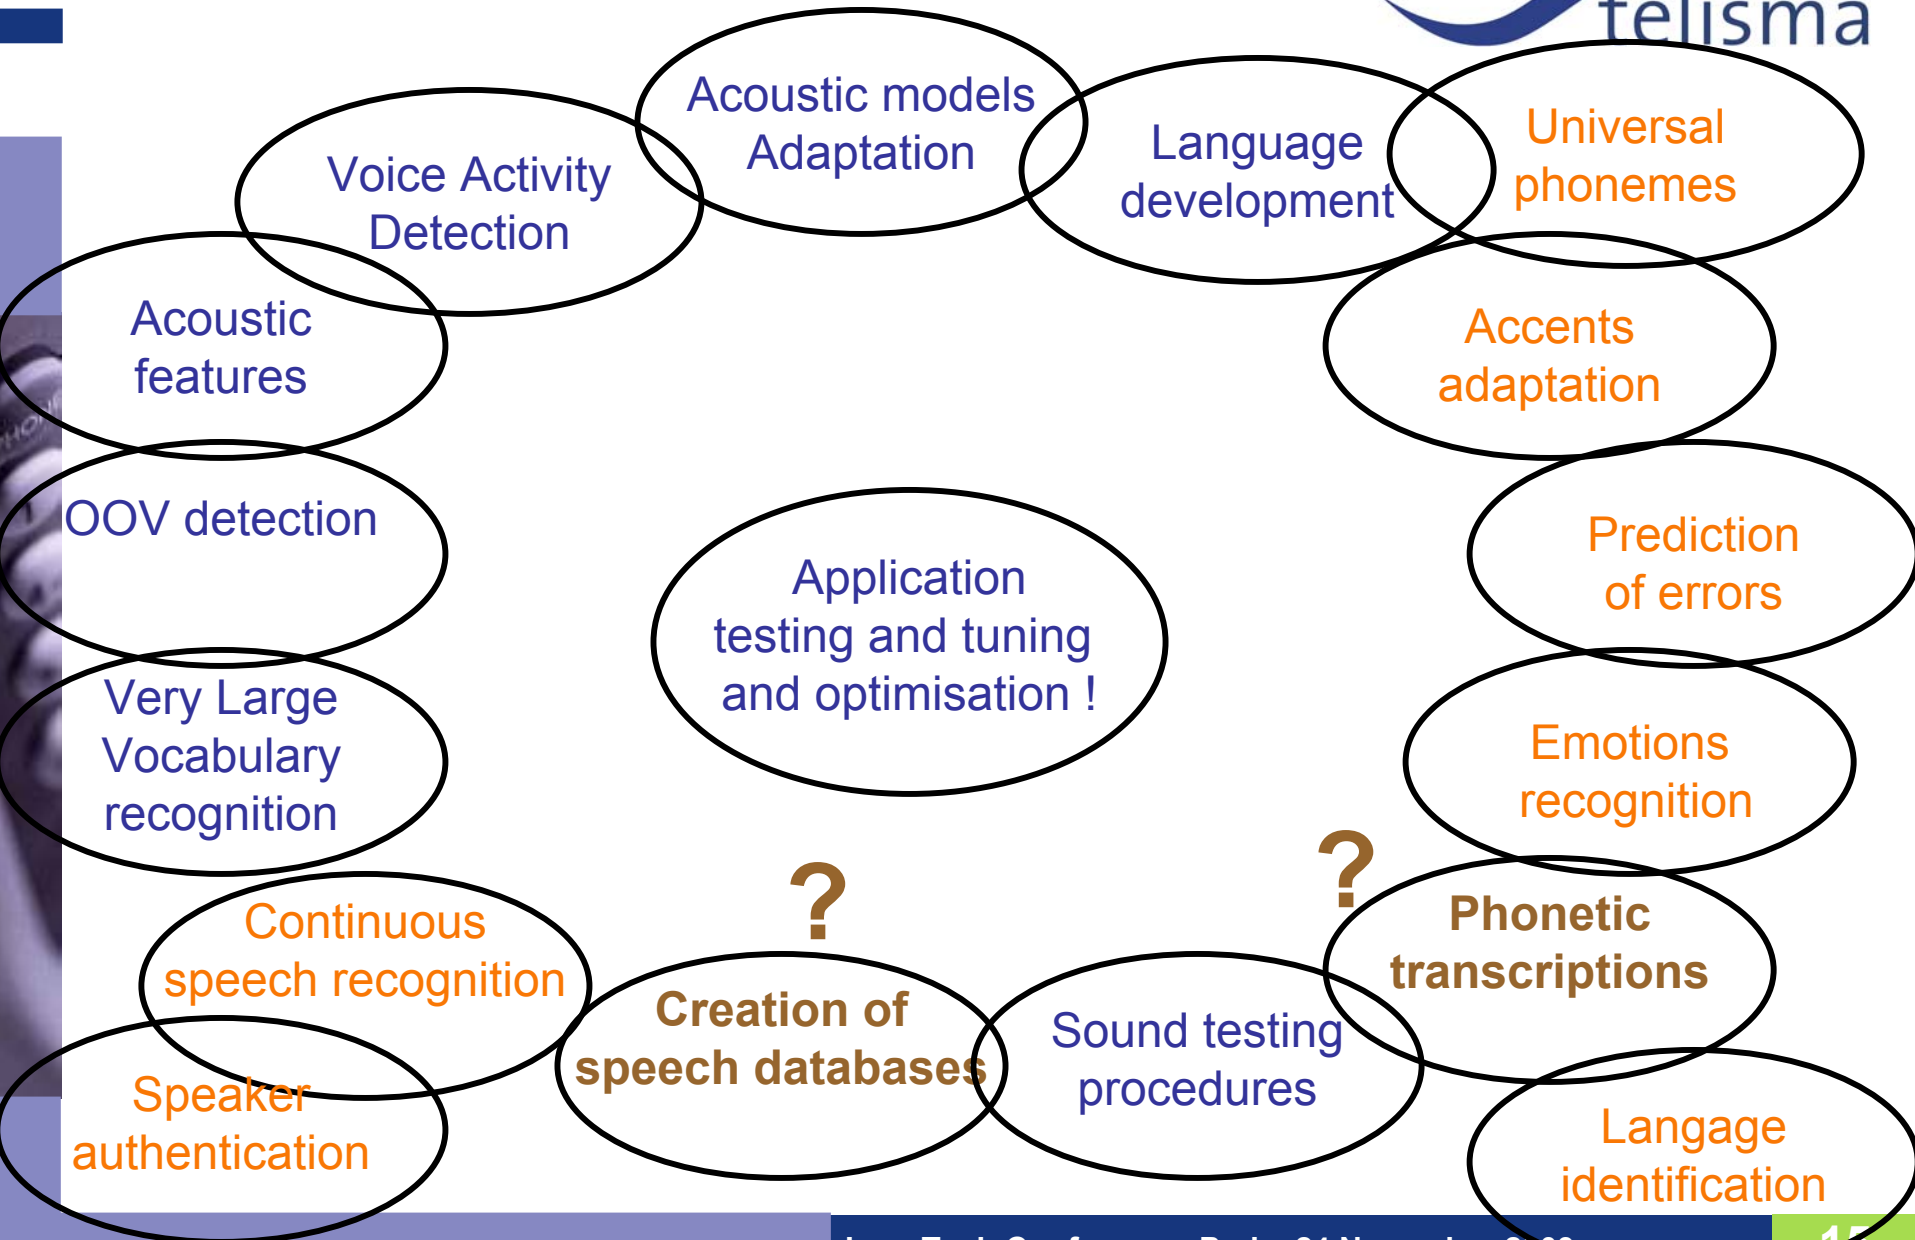 telisma
Acoustic models
Adaptation
Voice Activity
Detection
Language
development
Universal
phonemes
Acoustic
features
Accents
adaptation
OOV detection
Prediction
of errors
Application
testing and tuning
and optimisation !
Very Large
Vocabulary
recognition
Emotions
recognition
?
?
Continuous
speech recognition
Phonetic
transcriptions
Creation of
speech databases
Sound testing
procedures
Speaker
authentication
Langage
identification